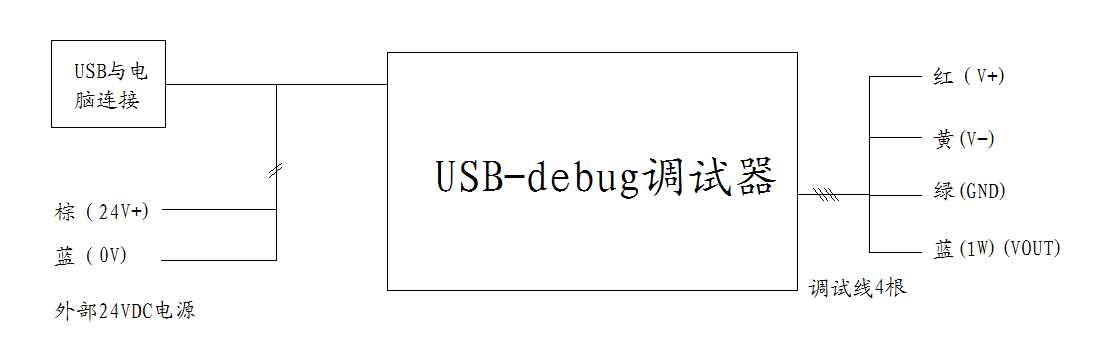 USB与电
脑连接
棕（24V+)
蓝（0V)
外部24VDC电源
USB-debug调试器
红（V+)
黄(V-)
绿(GND)
蓝(1W)(VOUT)
调试线4根